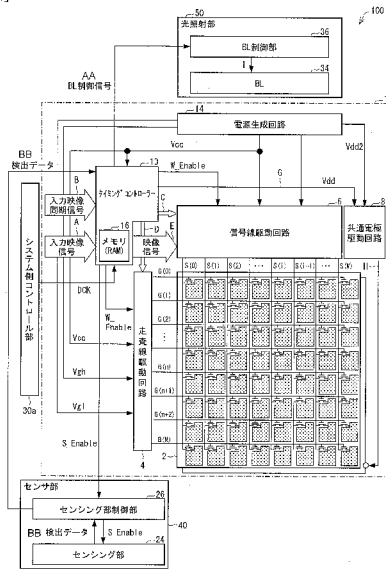 100
50
光照射部
36
BL制御部
AA
BL制御信号
I
34
BL
14
電源生成回路
Vdd2
BB
検出データ
Vcc
13
W_Enable
G
Vdd
タイミングコントローラー
B
入力映像
同期信号
C
6
8
A
16
D
E
入力映像
信号
メモリ
(RAM)
映像
信号
信号線駆動回路
共通電極
駆動回路
システム側コントロール部
DCK
S(0)
S(1)
S(2)
S(i)
S(i+1)
S(N)
H
W_Enable
G(0)
G(1)
G(2)
走査線駆動回路
Vcc
G(n)
Vgh
G(n+1)
Vgl
G(n+2)
30a
S_Enable
G(M)
4
2
センサ部
26
センシング部制御部
40
BB 検出データ
S Enable
24
センシング部